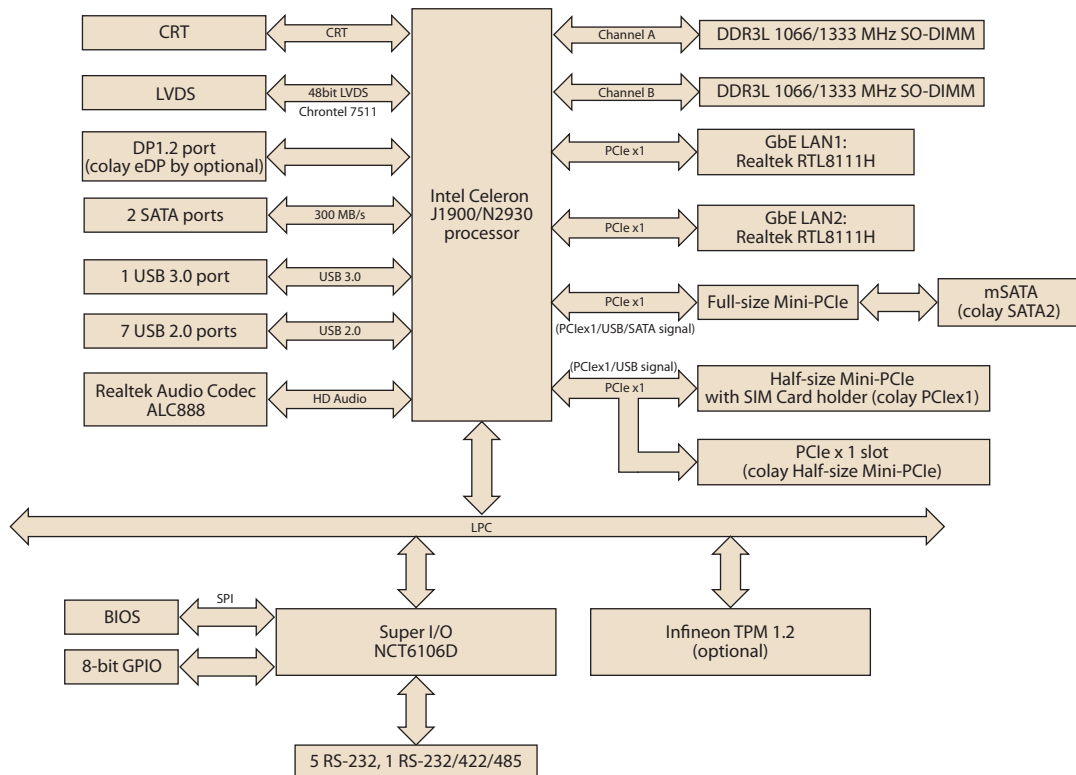 CRT
CRT
Channel A
DDR3L 1066/1333 MHz SO-DIMM
LVDS
48bit LVDS
Chrontel 7511
Channel B
DDR3L 1066/1333 MHz SO-DIMM
DP1.2 port
(colay eDP by optional)
PCIe x1
GbE LAN1:
Realtek RTL8111H
Intel Celeron
J1900/N2930
processor
2 SATA ports
300 MB/s
PCIe x1
GbE LAN2:
Realtek RTL8111H
1 USB 3.0 port
USB 3.0
PCIe x1
(PCIex1/USB/SATA signal)
Full-size Mini-PCIe
mSATA
(colay SATA2)
7 USB 2.0 ports
USB 2.0
Realtek Audio Codec
ALC888
HD Audio
(PCIex1/USB signal)
PCIe x1
Half-size Mini-PCIe
with SIM Card holder (colay PCIex1)
PCIe x 1 slot
(colay Half-size Mini-PCIe)
LPC
BIOS
SPI
8-bit GPIO
Super I/O
NCT6106D
Infineon TPM 1.2
(optional)
5 RS-232, 1 RS-232/422/485